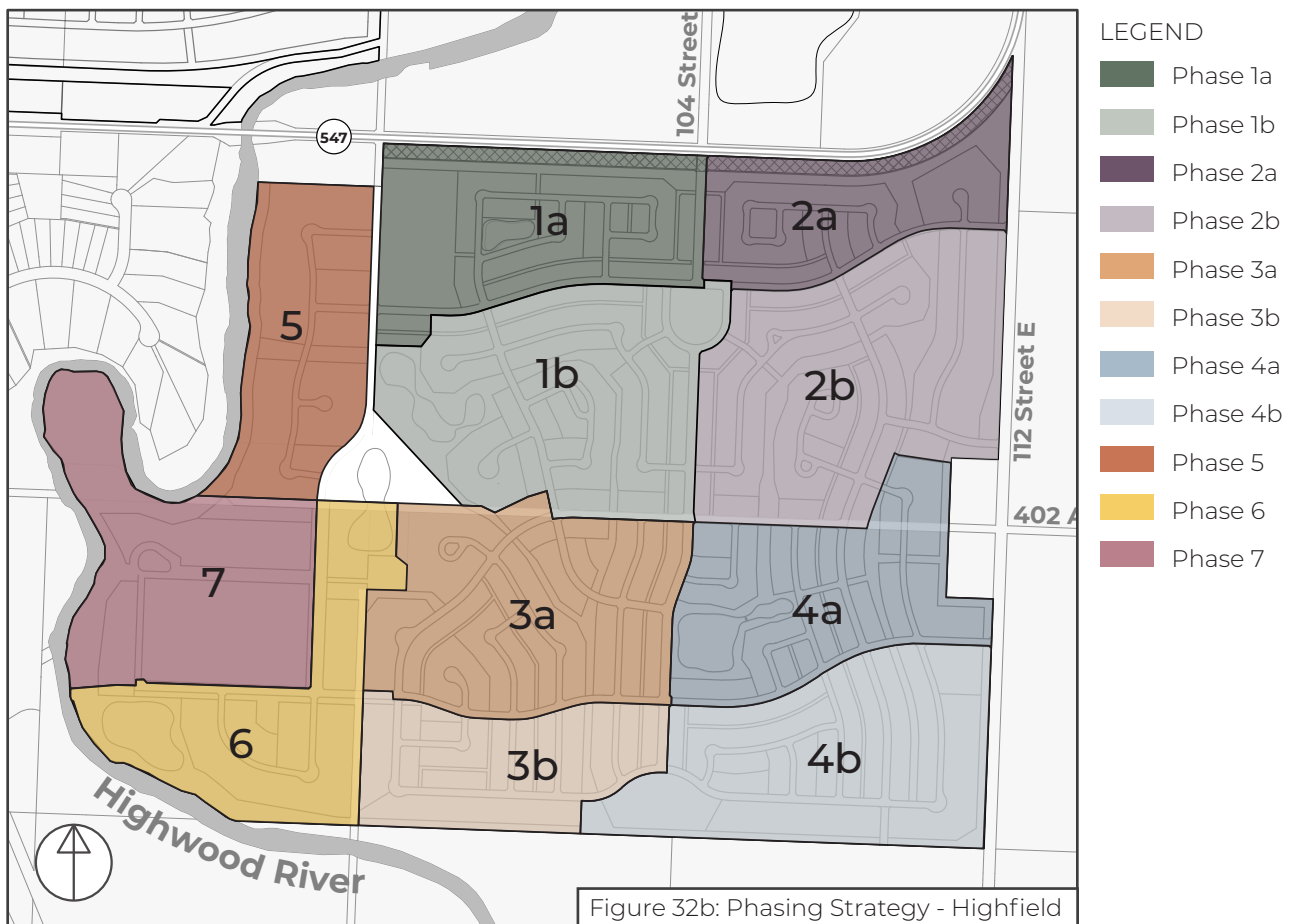 LEGEND
Phase 1a
Phase 1b
Phase 2a
Phase 2b
Phase 3a
Phase 3b
Phase 4a
Phase 4b
Phase 5
Phase 6
Phase 7
104 Street
547
1a
2a
5
1b
2b
112 Street E
402 A
7
3a
4a
6
3b
4b
Highwood River
Figure 32b: Phasing Strategy - Highfield